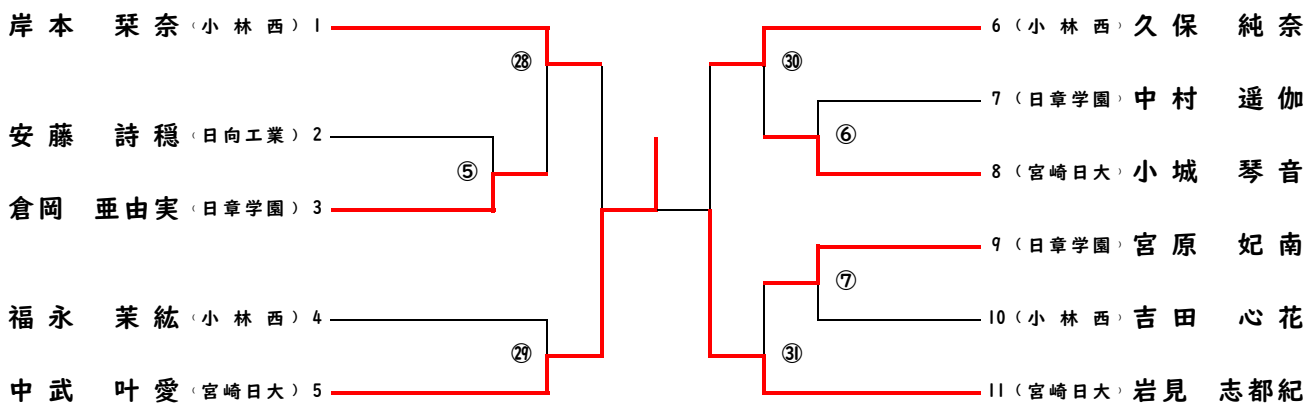 岸本 栞奈 (小林西) 1
㉘
安藤 詩穏 (日向工業) 2
⑤
倉岡 亜由実 (日章学園) 3
福永 茉紘 (小林西) 4
㉙
中武 叶愛 (宮崎日大) 5
6 (小林西) 久保 純奈
㉚
7 (日章学園) 中村 遥伽
⑥
8 (宮崎日大) 小城 琴音
9 (日章学園) 宮原 妃南
⑦
10 (小林西) 吉田 心花
㉛
11 (宮崎日大) 岩見 志都紀